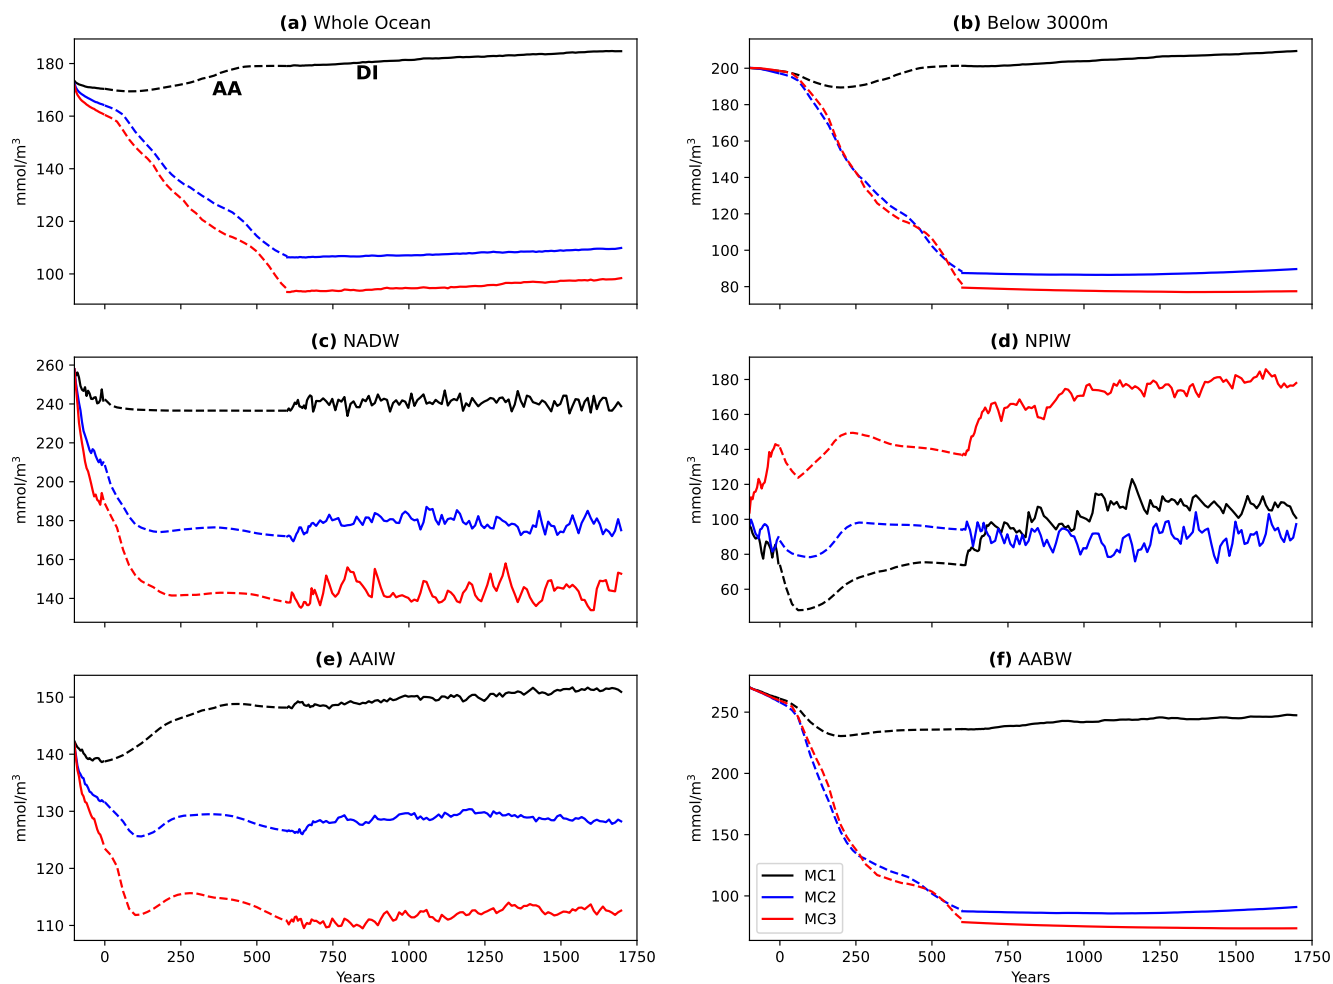 (a) Whole Ocean
mmol/m³
180
160
140
120
100
AA
DI
(b) Below 3000m
mmol/m³
200
180
160
140
120
100
80
(c) NADW
mmol/m³
260
240
220
200
180
160
140
(d) NPIW
mmol/m³
180
160
140
120
100
80
60
(e) AAIW
mmol/m³
150
140
130
120
110
0 250 500 750 1000 1250 1500 1750
Years
(f) AABW
mmol/m³
250
200
150
100
MC1
MC2
MC3
0 250 500 750 1000 1250 1500 1750
Years